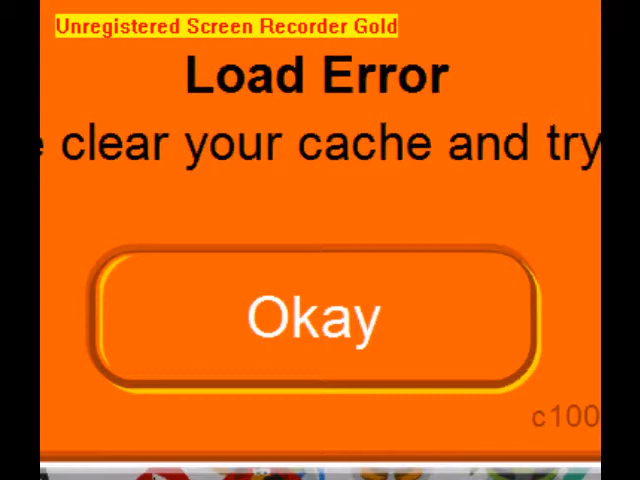 Unregistered Screen Recorder Gold
Load Error
clear your cache and try
Okay
c100